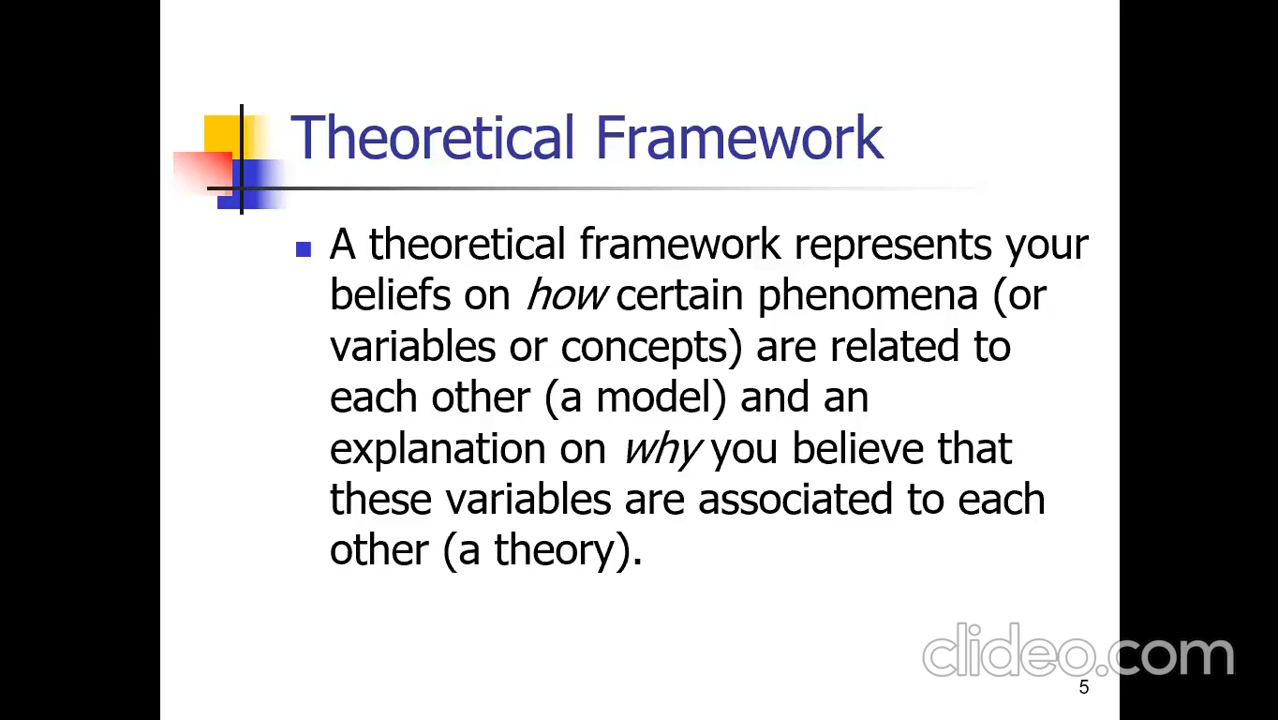 Theoretical Framework
A theoretical framework represents your
beliefs on how certain phenomena (or
variables or concepts) are related to
each other (a model) and an
explanation on why you believe that
these variables are associated to each
other (a theory).
clideo.com
5